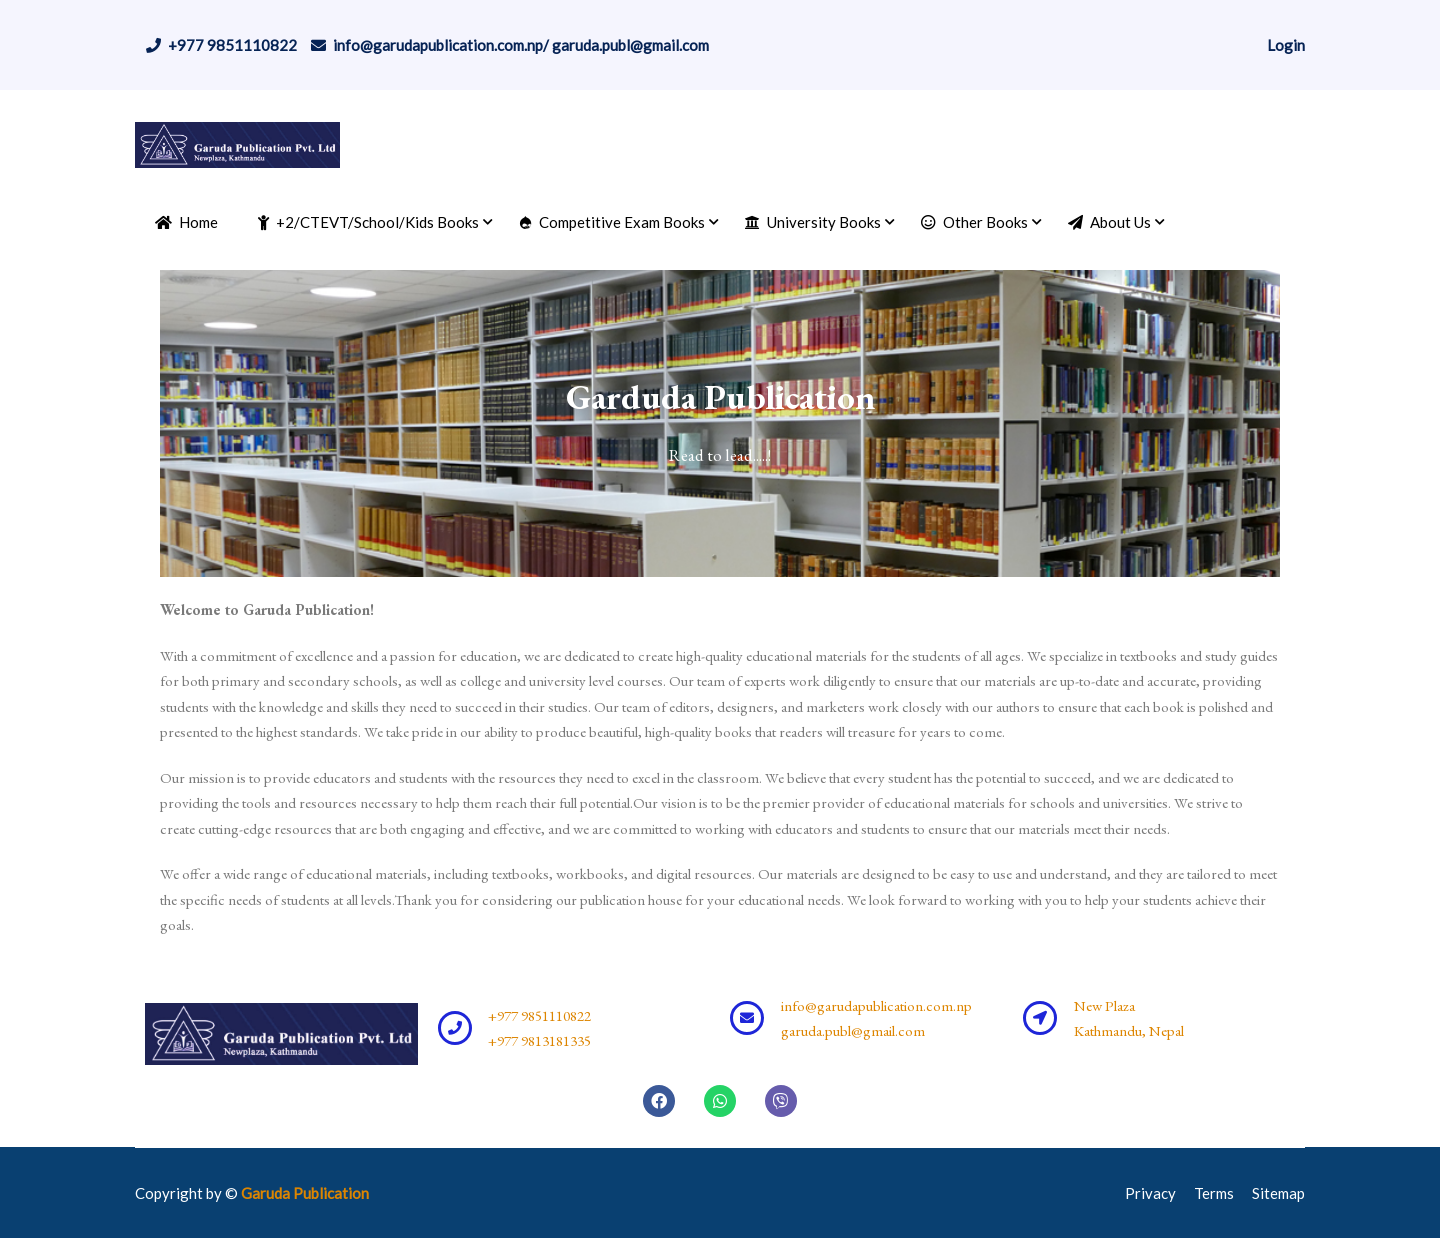 +977 9851110822 info@garudapublication.com.np/ garuda.publ@gmail.com Login
Garuda Publication Pvt. Ltd
Newplaza, Kathmandu
Home +2/CTEVT/School/Kids Books Competitive Exam Books University Books Other Books About Us
Garduda Publication
Read to lead.....!
Welcome to Garuda Publication!
With a commitment of excellence and a passion for education, we are dedicated to create high-quality educational materials for the students of all ages. We specialize in textbooks and study guides
for both primary and secondary schools, as well as college and university level courses. Our team of experts work diligently to ensure that our materials are up-to-date and accurate, providing
students with the knowledge and skills they need to succeed in their studies. Our team of editors, designers, and marketers work closely with our authors to ensure that each book is polished and
presented to the highest standards. We take pride in our ability to produce beautiful, high-quality books that readers will treasure for years to come.
Our mission is to provide educators and students with the resources they need to excel in the classroom. We believe that every student has the potential to succeed, and we are dedicated to
providing the tools and resources necessary to help them reach their full potential.Our vision is to be the premier provider of educational materials for schools and universities. We strive to
create cutting-edge resources that are both engaging and effective, and we are committed to working with educators and students to ensure that our materials meet their needs.
We offer a wide range of educational materials, including textbooks, workbooks, and digital resources. Our materials are designed to be easy to use and understand, and they are tailored to meet
the specific needs of students at all levels.Thank you for considering our publication house for your educational needs. We look forward to working with you to help your students achieve their
goals.
Garuda Publication Pvt. Ltd
Newplaza, Kathmandu
+977 9851110822
+977 9813181335
info@garudapublication.com.np
garuda.publ@gmail.com
New Plaza
Kathmandu, Nepal
Copyright by © Garuda Publication Privacy Terms Sitemap